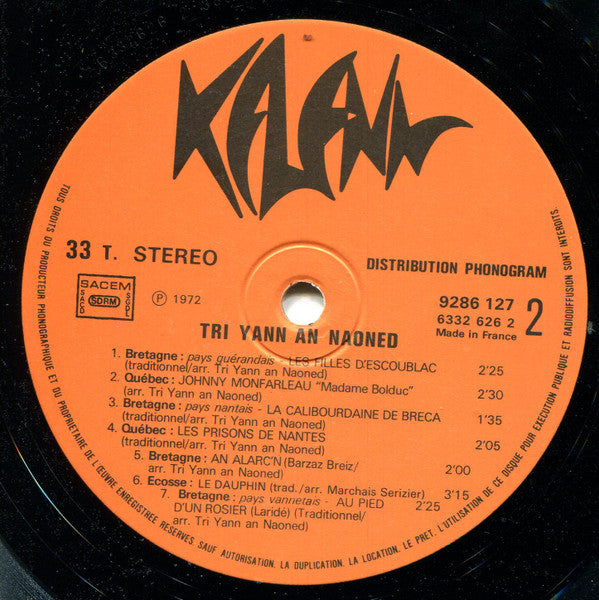 KELENN
33 T. STEREO
DISTRIBUTION PHONOGRAM
SACEM
SACD SDRM SGDL
Ⓟ 1972
9286 127
6332 626 2
Made in France
2
TRI YANN AN NAONED
1. Bretagne : pays guérandais - LES FILLES D'ESCOUBLAC
(traditionnel/arr. Tri Yann an Naoned) 2'25
2. Québec : JOHNNY MONFARLEAU "Madame Bolduc"
(arr. Tri Yann an Naoned) 2'30
3. Bretagne : pays nantais - LA CALIBOURDAINE DE BRECA
(traditionnel/arr. Tri Yann an Naoned) 1'35
4. Québec : LES PRISONS DE NANTES
(traditionnel/arr. Tri Yann an Naoned) 2'05
5. Bretagne : AN ALARC'N (Barzaz Breiz/
arr. Tri Yann an Naoned) 2'00
6. Ecosse : LE DAUPHIN (trad./arr. Marchais Serizier) 3'15
7. Bretagne : pays vannetais - AU PIED 2'25
D'UN ROSIER (Laridé) (Traditionnel/
arr. Tri Yann an Naoned)
TOUS DROITS DU PRODUCTEUR PHONOGRAPHIQUE ET DU PROPRIETAIRE DE L'ŒUVRE ENREGISTREE RESERVES. SAUF AUTORISATION. LA DUPLICATION. LA LOCATION. LE PRET. L'UTILISATION DE CE DISQUE POUR EXECUTION PUBLIQUE ET RADIODIFFUSION SONT INTERDITS.